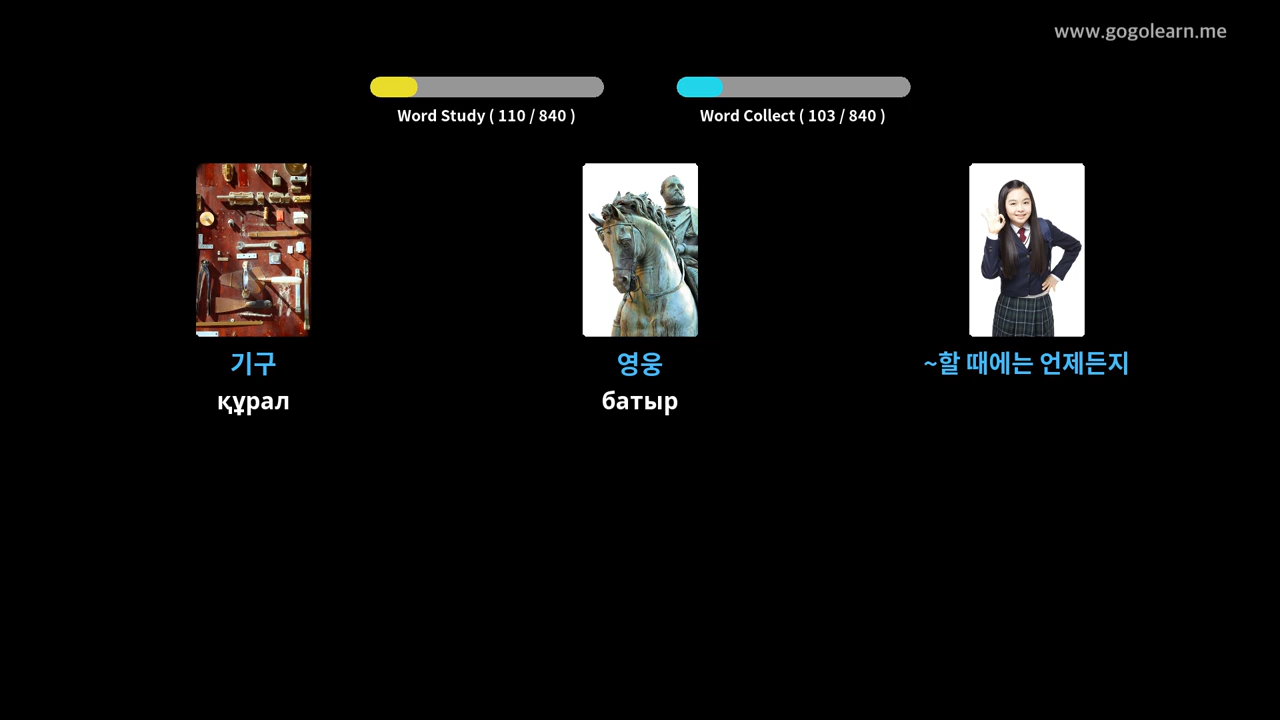 www.gogolearn.me
Word Study ( 110 / 840 )
Word Collect ( 103 / 840 )
기구
құрал
영웅
батыр
~할 때에는 언제든지